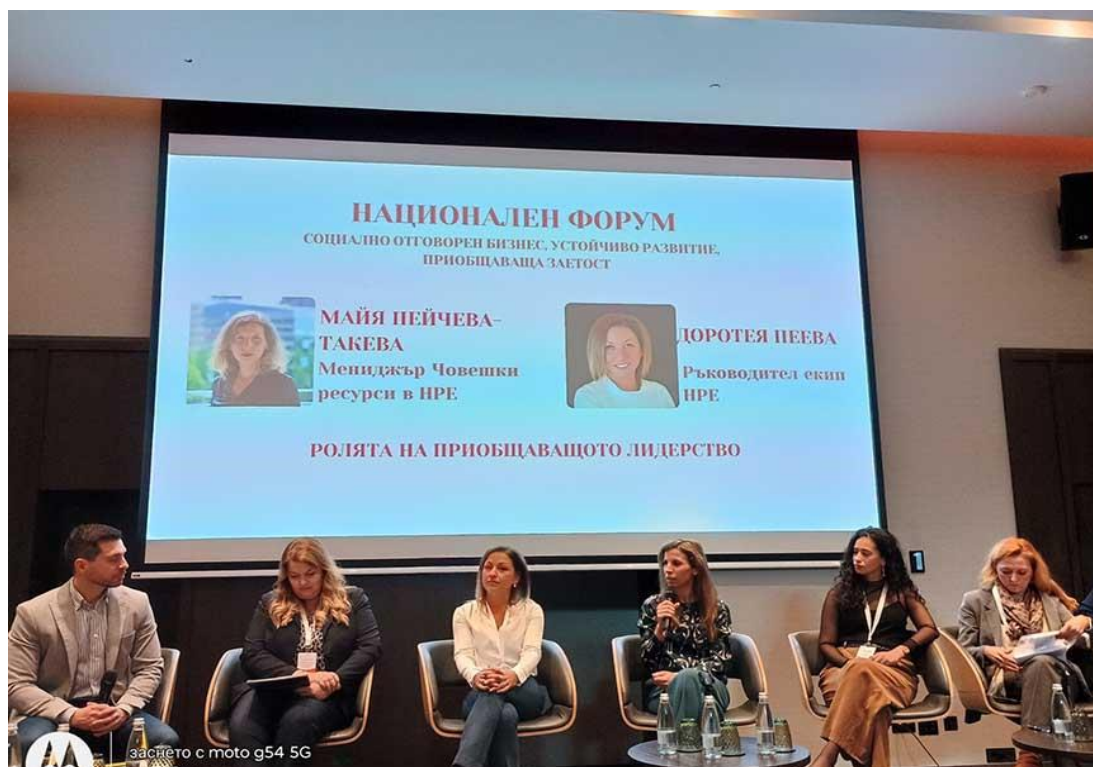 НАЦИОНАЛЕН ФОРУМ
СОЦИАЛНО ОТГОВОРЕН БИЗНЕС, УСТОЙЧИВО РАЗВИТИЕ,
ПРИОБЩАВАЩА ЗАЕТОСТ
МАЙЯ ПЕЙЧЕВА-
ТАКЕВА
Мениджър Човешки
ресурси в HPE
ДОРОТЕЯ ПЕЕВА
Ръководител екип
HPE
РОЛЯТА НА ПРИОБЩАВАЩОТО ЛИДЕРСТВО
заснето с moto g54 5G